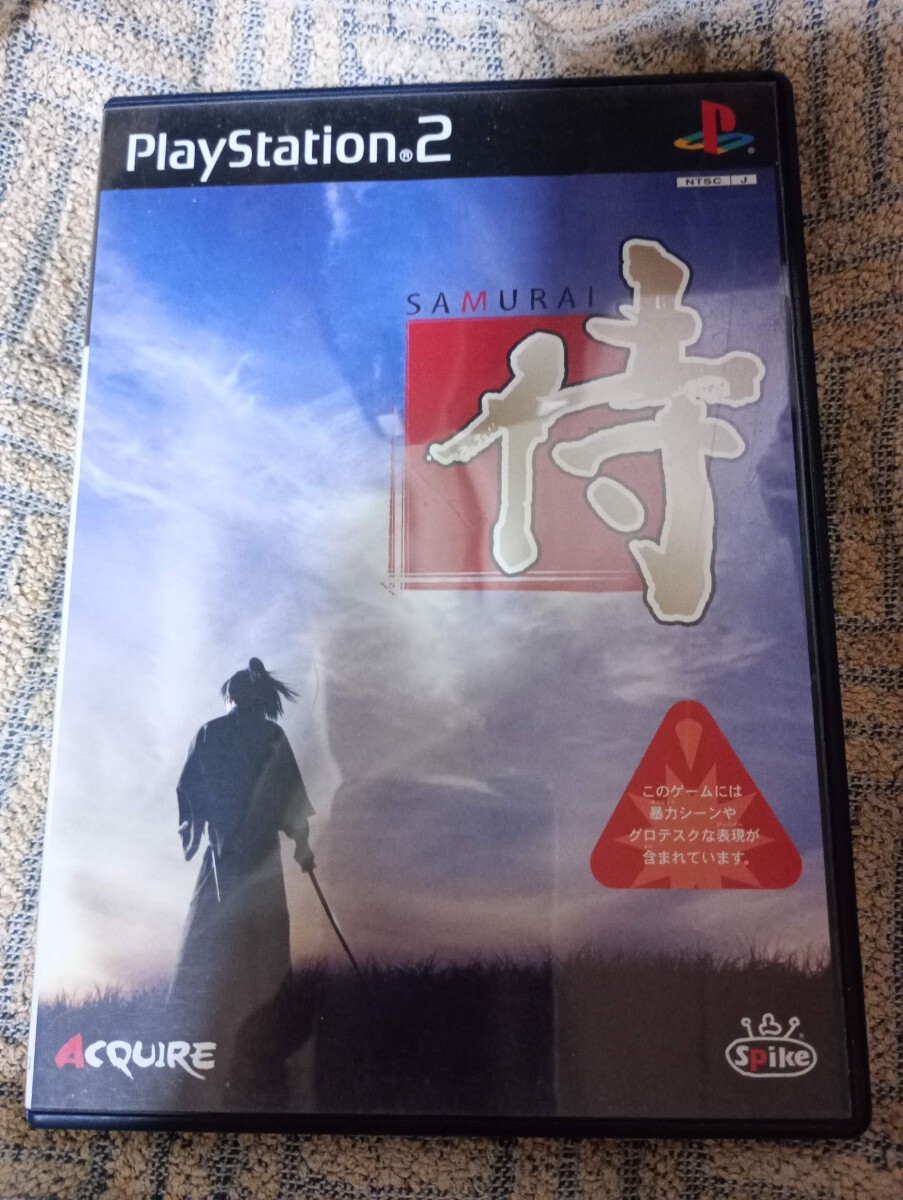 PlayStation®2
NTSC J
SAMURAI
侍
このゲームには
暴力シーンや
グロテスクな表現が
含まれています。
ACQUIRE
Spike